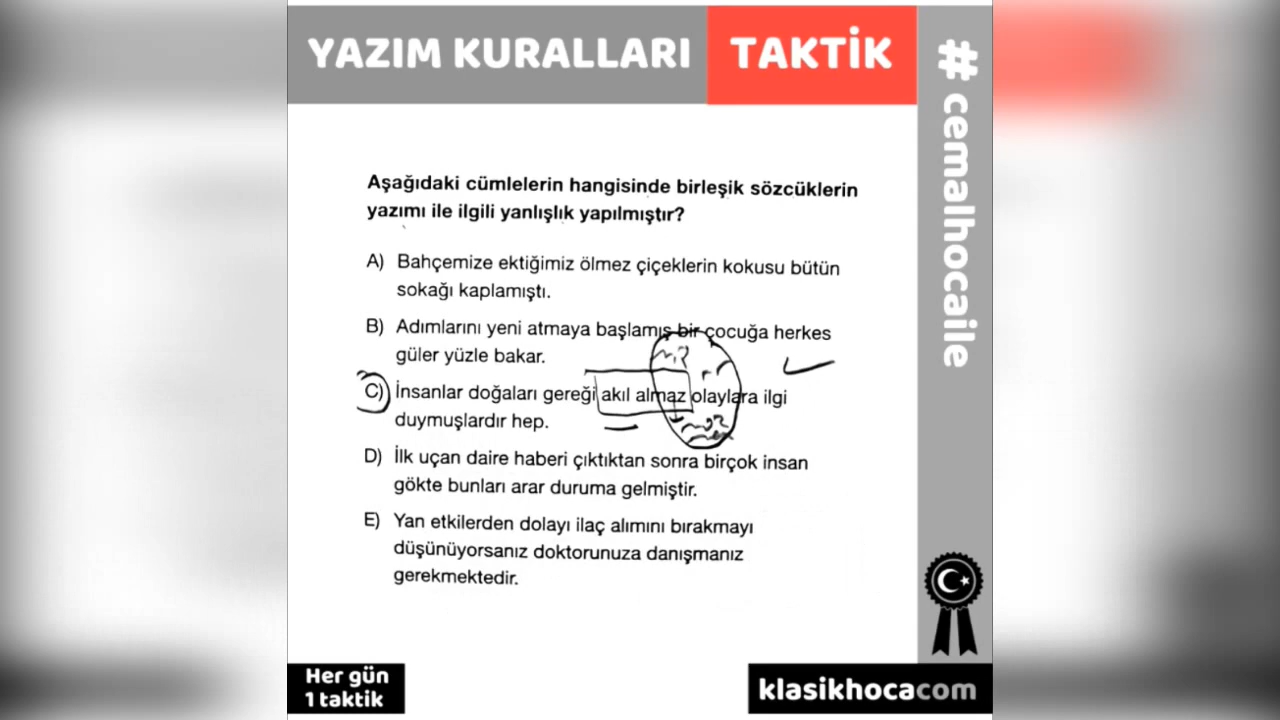 YAZIM KURALLARI
TAKTİK
#cemalhocaile
Aşağıdaki cümlelerin hangisinde birleşik sözcüklerin
yazımı ile ilgili yanlışlık yapılmıştır?
A) Bahçemize ektiğimiz ölmez çiçeklerin kokusu bütün
sokağı kaplamıştı.
B) Adımlarını yeni atmaya başlamış bir çocuğa herkes
güler yüzle bakar.
C) İnsanlar doğaları gereği akıl almaz olaylara ilgi
duymuşlardır hep.
D) İlk uçan daire haberi çıktıktan sonra birçok insan
gökte bunları arar duruma gelmiştir.
E) Yan etkilerden dolayı ilaç alımını bırakmayı
düşünüyorsanız doktorunuza danışmanız
gerekmektedir.
Her gün
1 taktik
klasikhocacom